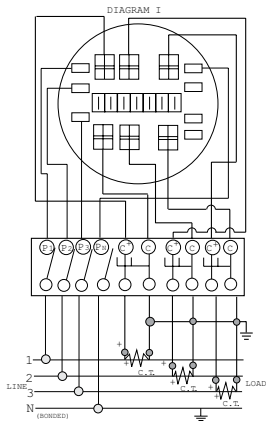 DIAGRAM I
P1 P2 P3 PN C+ C C+ C C+ C
1
+
C.T.
2
+
C.T.
LINE
3
+
C.T.
LOAD
N
(BONDED)